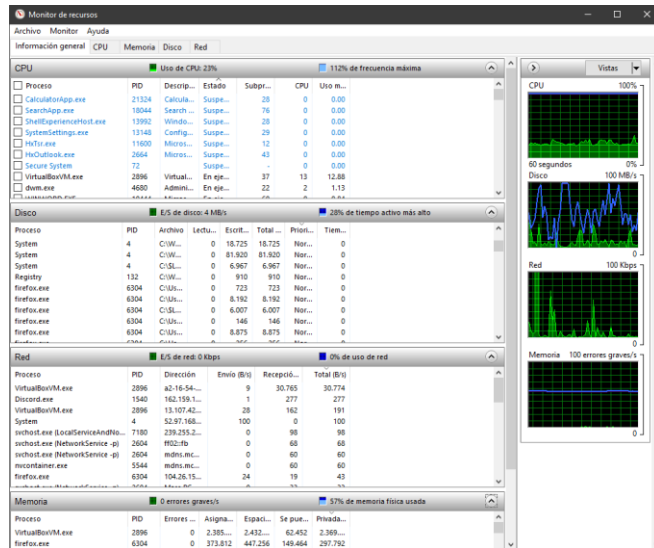 Monitor de recursos
Archivo Monitor Ayuda
Información general CPU Memoria Disco Red
CPU Uso de CPU: 23% 112% de frecuencia máxima
Proceso PID Descrip... Estado Subpr... CPU Uso m...
CalculatorApp.exe 21324 Calcula... Suspe... 28 0 0.00
SearchApp.exe 18044 Search ... Suspe... 76 0 0.00
ShellExperienceHost.exe 13992 Windo... Suspe... 28 0 0.00
SystemSettings.exe 13148 Config... Suspe... 29 0 0.00
HxTsr.exe 11600 Micros... Suspe... 12 0 0.00
HxOutlook.exe 2664 Micros... Suspe... 43 0 0.00
Secure System 72 Suspe... - 0 0.00
VirtualBoxVM.exe 2896 Virtual... En eje... 37 13 12.88
dwm.exe 4680 Admini... En eje... 22 2 1.13
Disco E/S de disco: 4 MB/s 28% de tiempo activo más alto
Proceso PID Archivo Lectu... Escrit... Total ... Priori... Tiem...
System 4 C:\W... 0 18.725 18.725 Nor... 0
System 4 C:\W... 0 81.920 81.920 Nor... 0
System 4 C:\$L... 0 6.967 6.967 Nor... 0
Registry 132 C:\W... 0 910 910 Nor... 0
firefox.exe 6304 C:\Us... 0 723 723 Nor... 0
firefox.exe 6304 C:\Us... 0 8.192 8.192 Nor... 0
firefox.exe 6304 C:\$L... 0 6.007 6.007 Nor... 0
firefox.exe 6304 C:\Us... 0 146 146 Nor... 0
firefox.exe 6304 C:\Us... 0 8.875 8.875 Nor... 0
Red E/S de red: 0 Kbps 0% de uso de red
Proceso PID Dirección Envío (B/s) Recepció... Total (B/s)
VirtualBoxVM.exe 2896 a2-16-54-... 9 30.765 30.774
Discord.exe 1540 162.159.1... 1 277 277
VirtualBoxVM.exe 2896 13.107.42... 28 162 191
System 4 52.97.168... 100 0 100
svchost.exe (LocalServiceAndNo... 7180 239.255.2... 0 98 98
svchost.exe (NetworkService -p) 2604 ff02::fb 0 68 68
svchost.exe (NetworkService -p) 2604 mdns.mc... 0 60 60
nvcontainer.exe 5544 mdns.mc... 0 60 60
firefox.exe 6304 104.26.15... 24 19 43
Memoria 0 errores graves/s 57% de memoria física usada
Proceso PID Errores ... Asigna... Espaci... Se pue... Privada...
VirtualBoxVM.exe 2896 0 2.385.... 2.432.... 62.452 2.369....
firefox.exe 6304 0 373.812 447.256 149.464 297.792
Vistas
CPU 100%
60 segundos 0%
Disco 100 MB/s
0
Red 100 Kbps
0
Memoria 100 errores graves/s
0